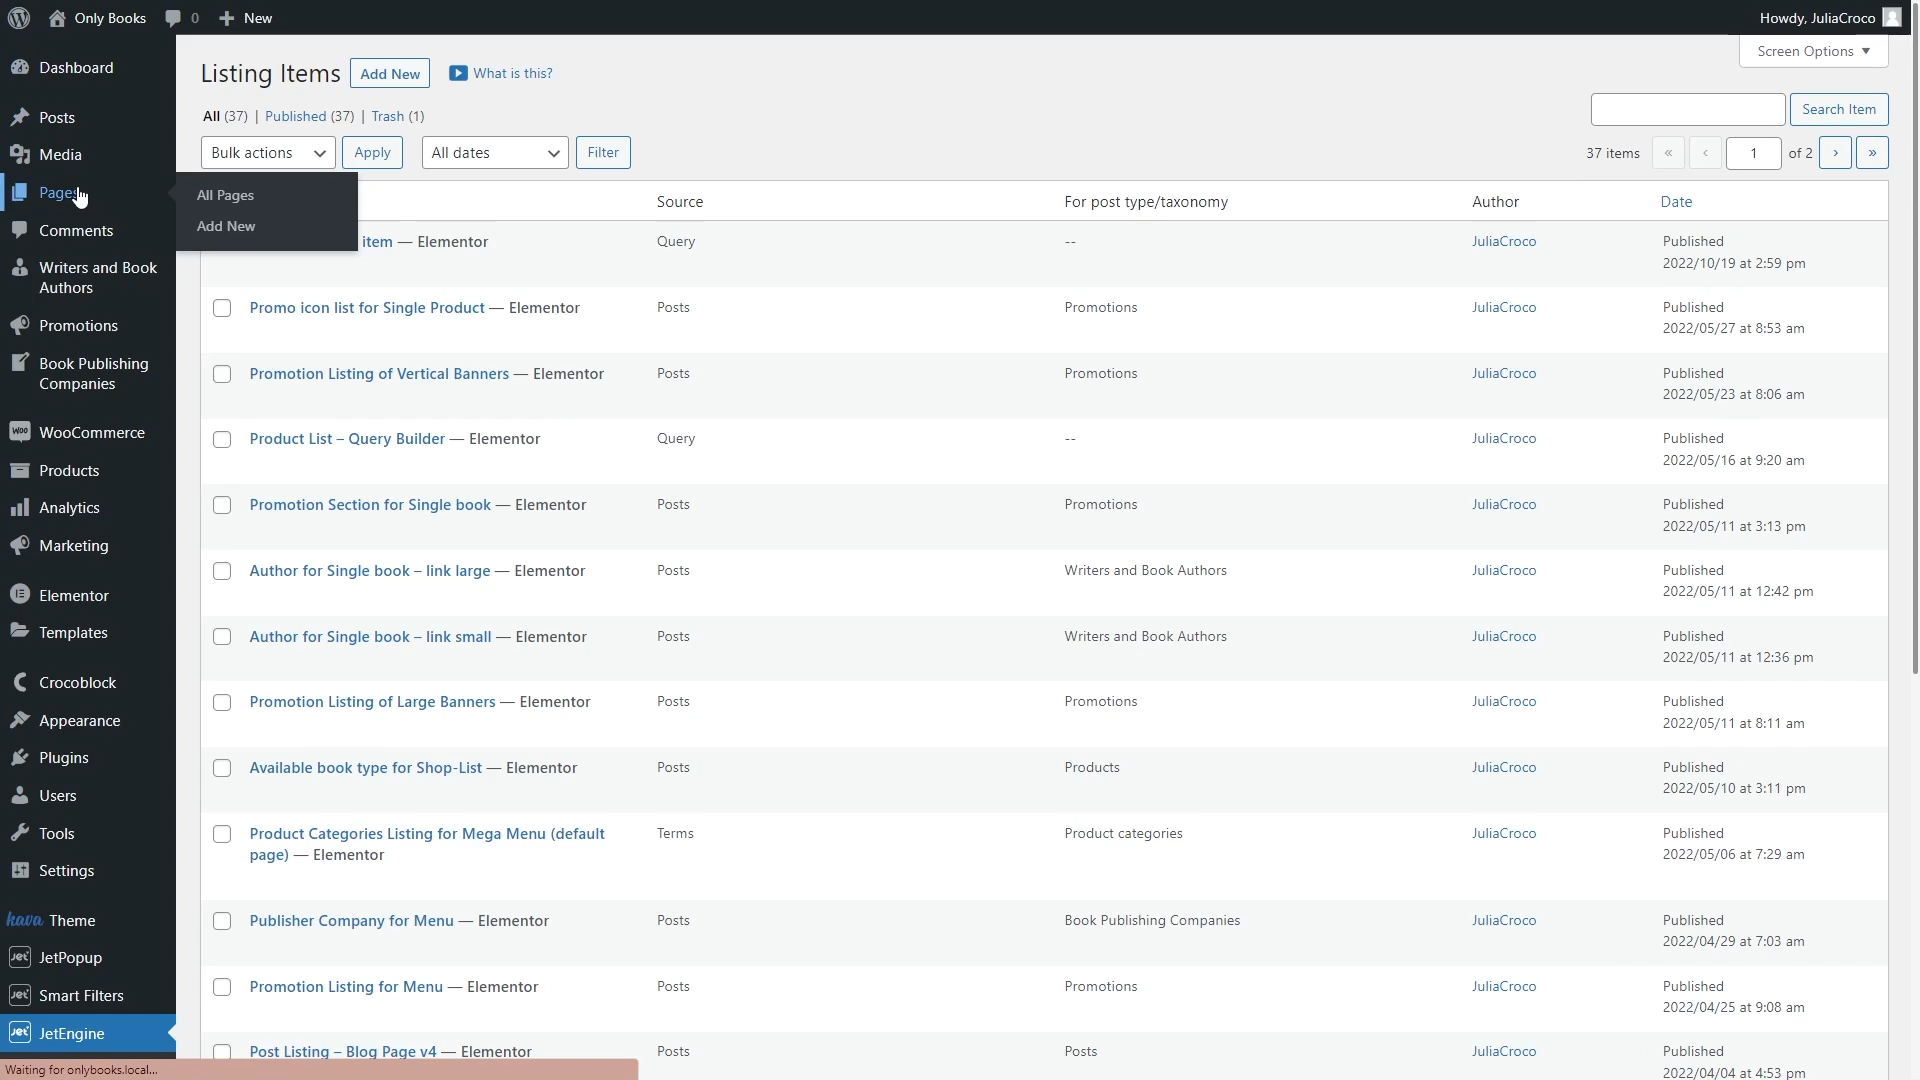 Only Books
0
New
Howdy, JuliaCroco
Screen Options
Dashboard
Posts
Media
Pages
Comments
Writers and Book
Authors
Promotions
Book Publishing
Companies
WooCommerce
Products
Analytics
Marketing
Elementor
Templates
Crocoblock
Appearance
Plugins
Users
Tools
Settings
kava Theme
JetPopup
Smart Filters
JetEngine
All Pages
Add New
Listing Items
Add New
What is this?
All (37) | Published (37) | Trash (1)
Search Item
Bulk actions
Apply
All dates
Filter
37 items « ‹ 1 of 2 › »
Source For post type/taxonomy Author Date
item — Elementor Query -- JuliaCroco Published
2022/10/19 at 2:59 pm
Promo icon list for Single Product — Elementor Posts Promotions JuliaCroco Published
2022/05/27 at 8:53 am
Promotion Listing of Vertical Banners — Elementor Posts Promotions JuliaCroco Published
2022/05/23 at 8:06 am
Product List – Query Builder — Elementor Query -- JuliaCroco Published
2022/05/16 at 9:20 am
Promotion Section for Single book — Elementor Posts Promotions JuliaCroco Published
2022/05/11 at 3:13 pm
Author for Single book – link large — Elementor Posts Writers and Book Authors JuliaCroco Published
2022/05/11 at 12:42 pm
Author for Single book – link small — Elementor Posts Writers and Book Authors JuliaCroco Published
2022/05/11 at 12:36 pm
Promotion Listing of Large Banners — Elementor Posts Promotions JuliaCroco Published
2022/05/11 at 8:11 am
Available book type for Shop-List — Elementor Posts Products JuliaCroco Published
2022/05/10 at 3:11 pm
Product Categories Listing for Mega Menu (default Terms Product categories JuliaCroco Published
page) — Elementor 2022/05/06 at 7:29 am
Publisher Company for Menu — Elementor Posts Book Publishing Companies JuliaCroco Published
2022/04/29 at 7:03 am
Promotion Listing for Menu — Elementor Posts Promotions JuliaCroco Published
2022/04/25 at 9:08 am
Post Listing – Blog Page v4 — Elementor Posts Posts JuliaCroco Published
2022/04/04 at 4:53 pm
Waiting for onlybooks.local...